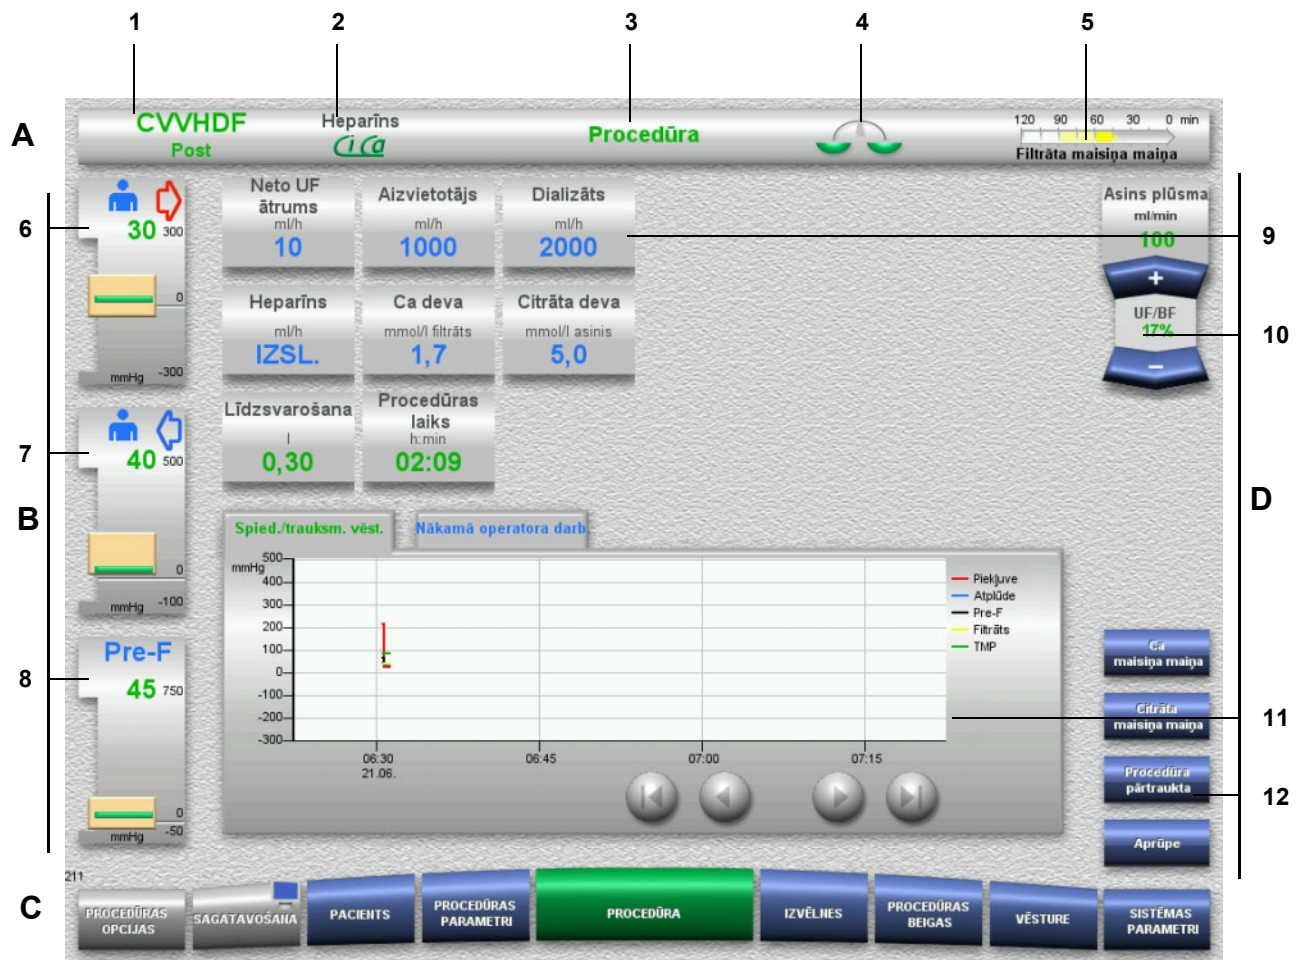 1 2 3 4 5
A
CVVHDF
Post
Heparīns
Ci Ca
Procedūra
120 90 60 30 0 min
Filtrāta maisiņa maiņa
6
30 300
0
-300
mmHg
7
40 500
0
-100
mmHg
B
8
Pre-F
45 750
0
-50
mmHg
Neto UF
ātrums
ml/h
10
Aizvietotājs
ml/h
1000
Dializāts
ml/h
2000
Heparīns
ml/h
IZSL.
Ca deva
mmol/l filtrāts
1,7
Citrāta deva
mmol/l asinis
5,0
Līdzsvarošana
l
0,30
Procedūras
laiks
h:min
02:09
Spied./trauksm. vēst.
Nākamā operatora darb.
mmHg
500
400
300
200
100
0
-100
-200
-300
06:30
21.06.
06:45
07:00
07:15
Piekļuve
Atplūde
Pre-F
Filtrāts
TMP
Asins plūsma
ml/min
100
+
UF/BF
17%
−
9
10
D
11
12
Ca
maisiņa maiņa
Citrāta
maisiņa maiņa
Procedūra
pārtraukta
Aprūpe
211
C
PROCEDŪRAS
OPCIJAS
SAGATAVOŠANA
PACIENTS
PROCEDŪRAS
PARAMETRI
PROCEDŪRA
IZVĒLNES
PROCEDŪRAS
BEIGAS
VĒSTURE
SISTĒMAS
PARAMETRI